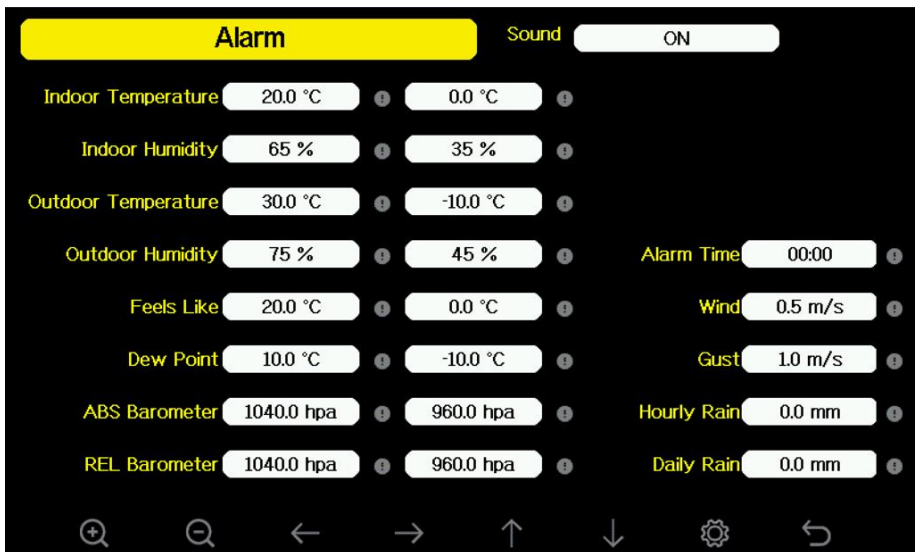 Alarm Sound ON
Indoor Temperature 20.0 °C 0.0 °C
Indoor Humidity 65 % 35 %
Outdoor Temperature 30.0 °C -10.0 °C
Outdoor Humidity 75 % 45 % Alarm Time 00:00
Feels Like 20.0 °C 0.0 °C Wind 0.5 m/s
Dew Point 10.0 °C -10.0 °C Gust 1.0 m/s
ABS Barometer 1040.0 hpa 960.0 hpa Hourly Rain 0.0 mm
REL Barometer 1040.0 hpa 960.0 hpa Daily Rain 0.0 mm